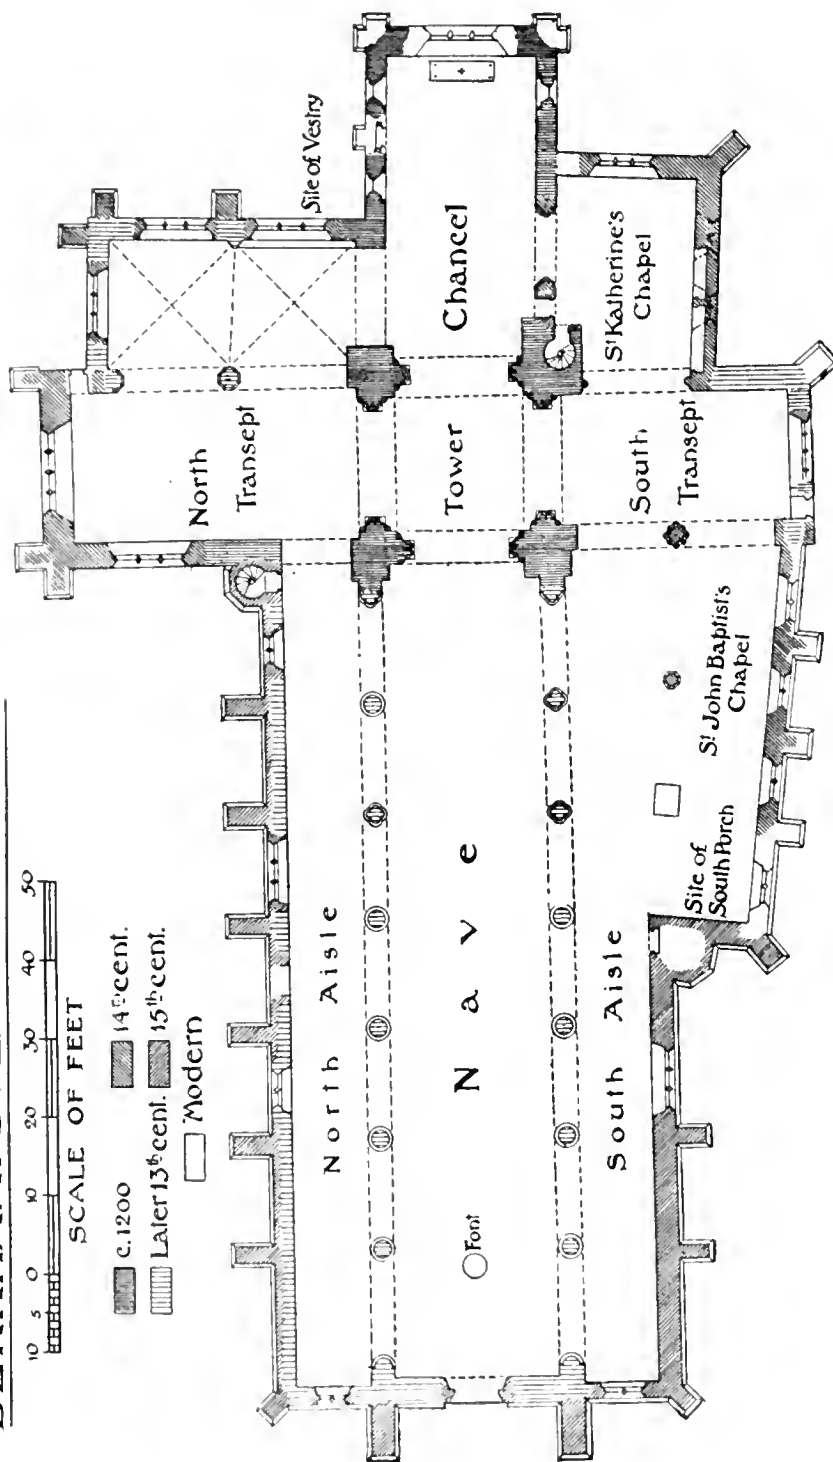 10 5 0 10 20 30 40 50
SCALE OF FEET
c.1200
14th cent.
Later 13th cent.
15th cent.
Modern
North
Transept
Site of Vestry
Tower
Chancel
South
Transept
St Katherine's
Chapel
North Aisle
Nave
Font
South Aisle
Site of
South Porch
St John Baptist's
Chapel